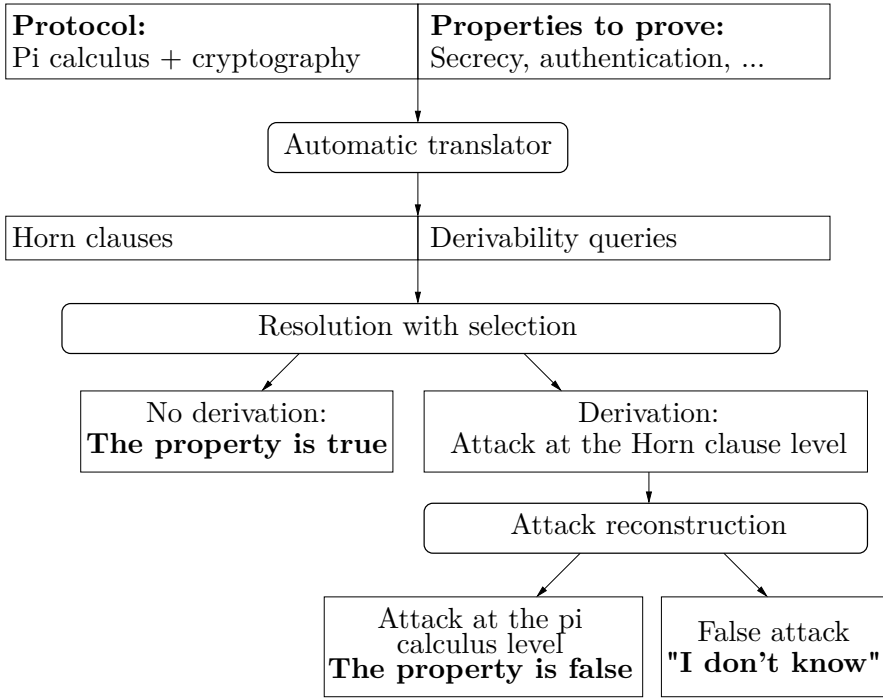 Protocol:
Pi calculus + cryptography
Properties to prove:
Secrecy, authentication, ...
Automatic translator
Horn clauses
Derivability queries
Resolution with selection
No derivation:
The property is true
Derivation:
Attack at the Horn clause level
Attack reconstruction
Attack at the pi
calculus level
The property is false
False attack
"I don't know"